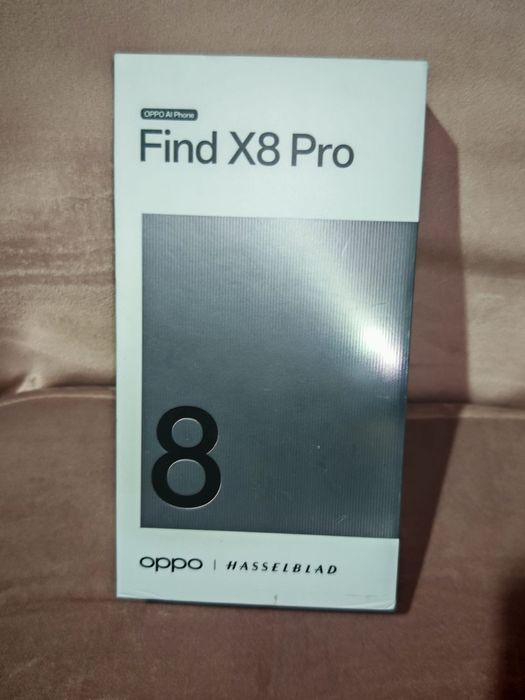 OPPO AI Phone
Find X8 Pro
8
oppo | HASSELBLAD